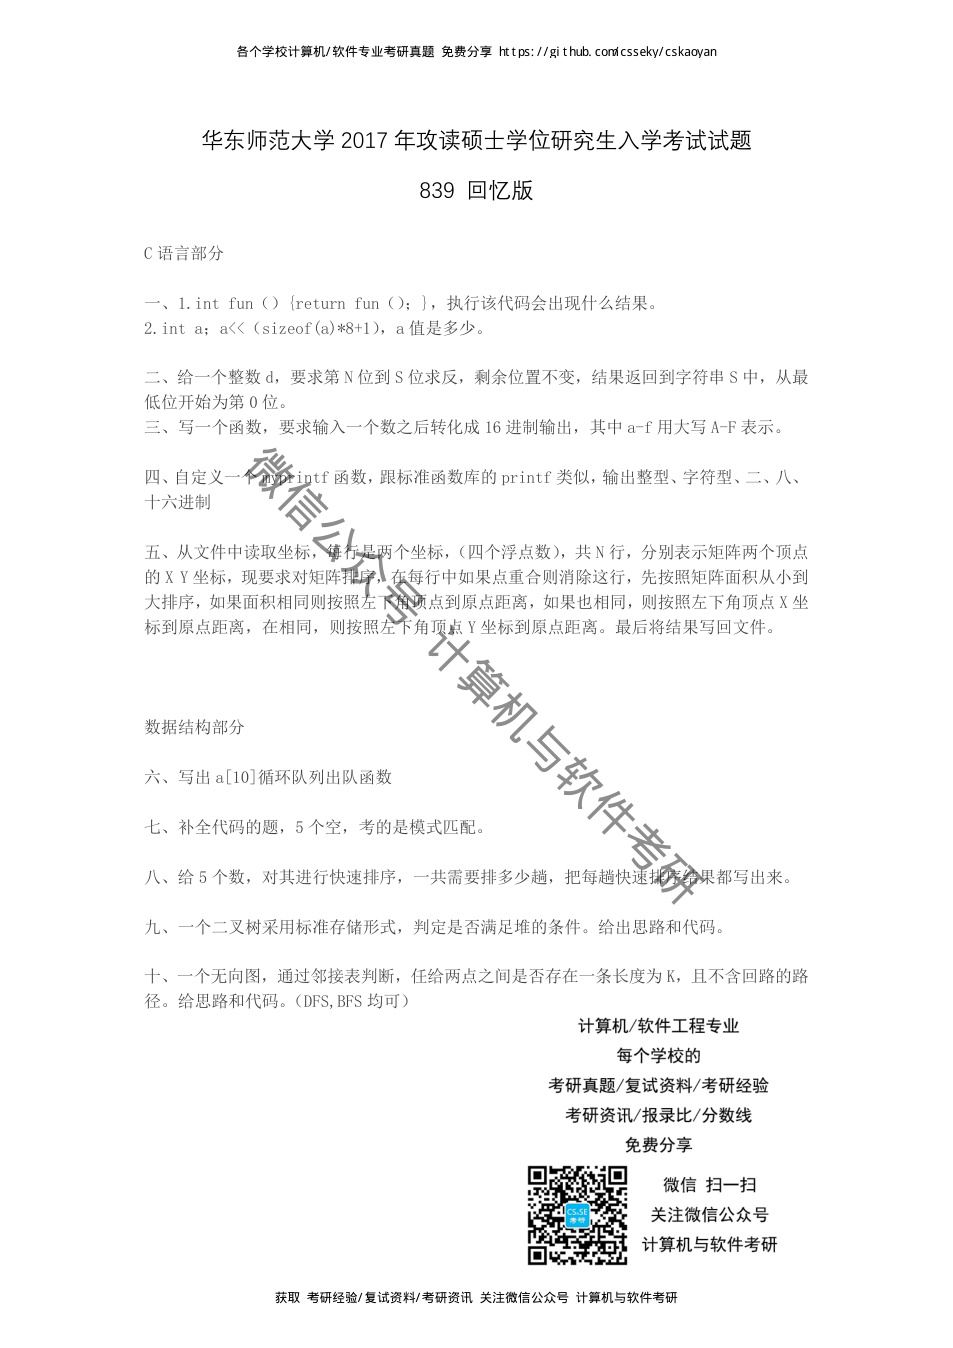 各个学校计算机/软件专业考研真题 免费分享 https://github.com/csseky/cskaoyan
华东师范大学 2017 年攻读硕士学位研究生入学考试试题
839 回忆版
C 语言部分
一、1.int fun（）{return fun（);}，执行该代码会出现什么结果。
2.int a；a<<（sizeof(a)*8+1），a 值是多少。
二、给一个整数 d，要求第 N 位到 S 位求反，剩余位置不变，结果返回到字符串 S 中，从最
低位开始为第 0 位。
三、写一个函数，要求输入一个数之后转化成 16 进制输出，其中 a-f 用大写 A-F 表示。
四、自定义一个 myprintf 函数，跟标准函数库的 printf 类似，输出整型、字符型、二、八、
十六进制
五、从文件中读取坐标，每行是两个坐标，（四个浮点数），共 N 行，分别表示矩阵两个顶点
的 X Y 坐标，现要求对矩阵排序，在每行中如果点重合则消除这行，先按照矩阵面积从小到
大排序，如果面积相同则按照左下角顶点到原点距离，如果也相同，则按照左下角顶点 X 坐
标到原点距离，在相同，则按照左下角顶点 Y 坐标到原点距离。最后将结果写回文件。
微信公众号 计算机与软件考研
数据结构部分
六、写出 a[10]循环队列出队函数
七、补全代码的题，5 个空，考的是模式匹配。
八、给 5 个数，对其进行快速排序，一共需要排多少趟，把每趟快速排序结果都写出来。
九、一个二叉树采用标准存储形式，判定是否满足堆的条件。给出思路和代码。
十、一个无向图，通过邻接表判断，任给两点之间是否存在一条长度为 K，且不含回路的路
径。给思路和代码。（DFS,BFS 均可）
计算机/软件工程专业
每个学校的
考研真题/复试资料/考研经验
考研资讯/报录比/分数线
免费分享
CS&SE
考研
微信 扫一扫
关注微信公众号
计算机与软件考研
获取 考研经验/复试资料/考研资讯 关注微信公众号 计算机与软件考研